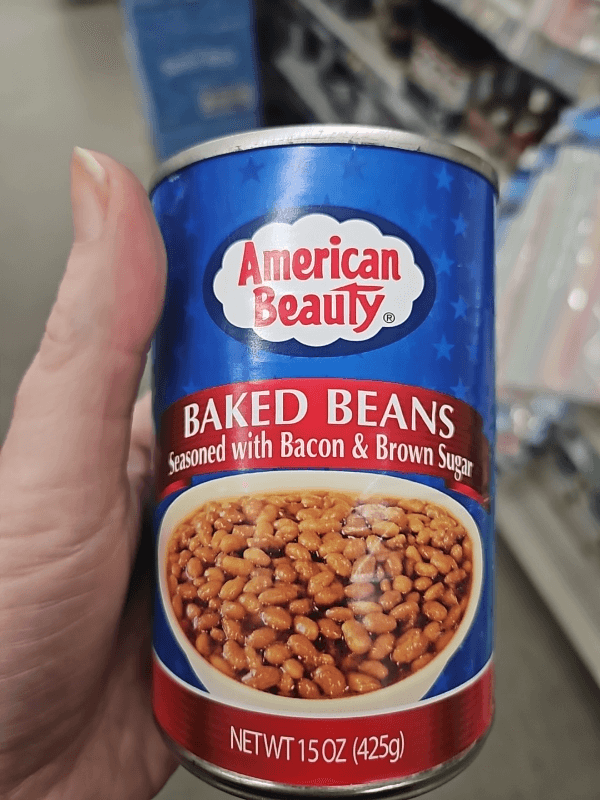 American
Beauty®
BAKED BEANS
Seasoned with Bacon & Brown Sugar
NET WT 15 OZ (425g)